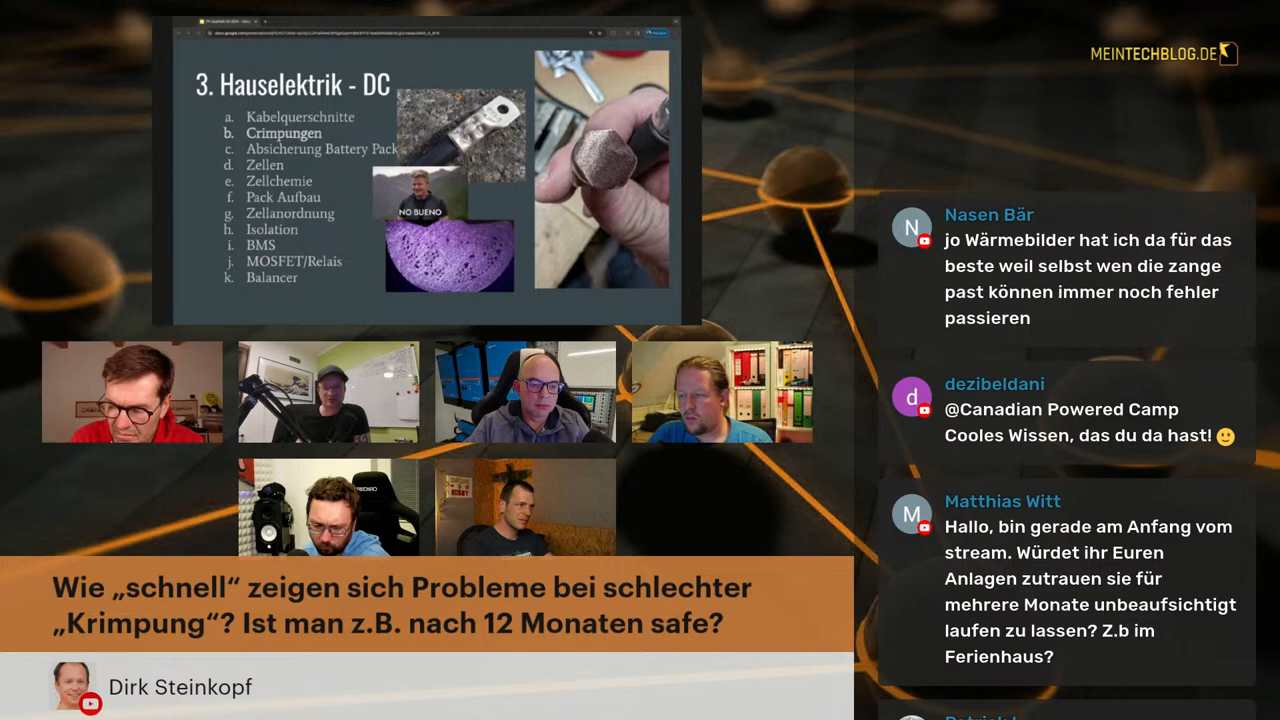 3. Hauselektrik - DC
a. Kabelquerschnitte
b. Crimpungen
c. Absicherung Battery Pack
d. Zellen
e. Zellchemie
f. Pack Aufbau
g. Zellanordnung
h. Isolation
i. BMS
j. MOSFET/Relais
k. Balancer
NO BUENO
MEINTECHBLOG.DE
N
Nasen Bär
jo Wärmebilder hat ich da für das
beste weil selbst wen die zange
past können immer noch fehler
passieren
d
dezibeldani
@Canadian Powered Camp
Cooles Wissen, das du da hast! 🙂
M
Matthias Witt
Hallo, bin gerade am Anfang vom
stream. Würdet ihr Euren
Anlagen zutrauen sie für
mehrere Monate unbeaufsichtigt
laufen zu lassen? Z.b im
Ferienhaus?
RECARO
HOBBY
Wie „schnell“ zeigen sich Probleme bei schlechter
„Krimpung“? Ist man z.B. nach 12 Monaten safe?
Dirk Steinkopf